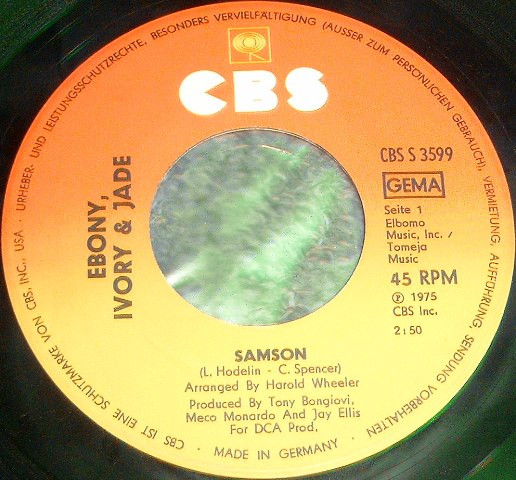 CBS
EBONY,
IVORY & JADE
CBS S 3599
GEMA
Seite 1
Elbomo
Music, Inc. /
Tomeja
Music
45 RPM
℗ 1975
CBS Inc.
2:50
SAMSON
(L. Hodelin - C. Spencer)
Arranged By Harold Wheeler
Produced By Tony Bongiovi,
Meco Monardo And Jay Ellis
For DCA Prod.
CBS IST EINE SCHUTZMARKE VON CBS, INC., USA · URHEBER- UND LEISTUNGSSCHUTZRECHTE, BESONDERS VERVIELFÄLTIGUNG (AUSSER ZUM PERSÖNLICHEN GEBRAUCH), VERMIETUNG, AUFFÜHRUNG, SENDUNG VORBEHALTEN · MADE IN GERMANY ·